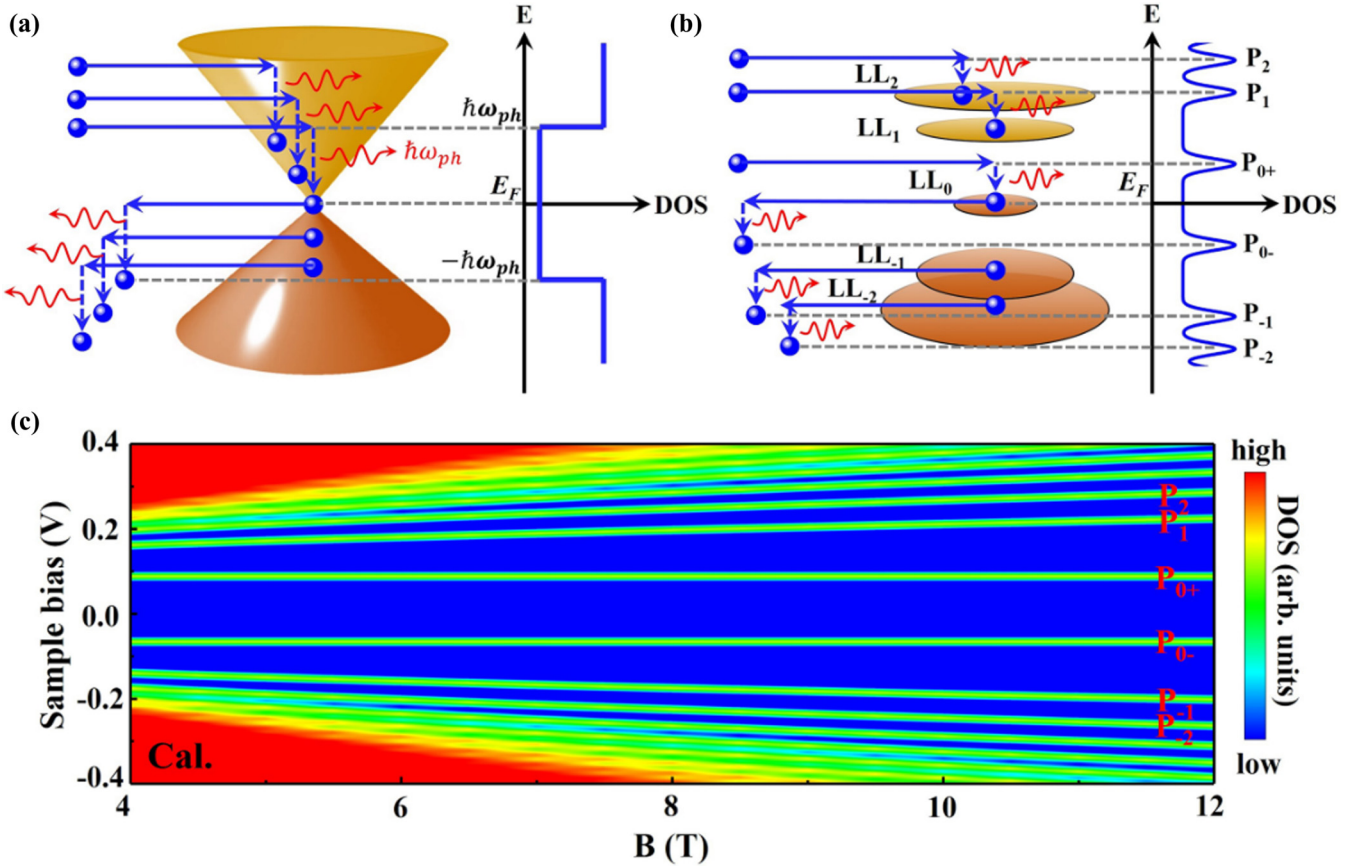 (a)
E
ħω_ph
ħω_ph
E_F
DOS
−ħω_ph
(b)
E
P_2
LL_2
P_1
LL_1
P_0+
LL_0
E_F
DOS
P_0-
LL_-1
LL_-2
P_-1
P_-2
(c)
Sample bias (V)
0.4
0.2
0.0
-0.2
-0.4
P_2
P_1
P_0+
P_0-
P_-1
P_-2
Cal.
4
6
8
10
12
B (T)
high
DOS (arb. units)
low